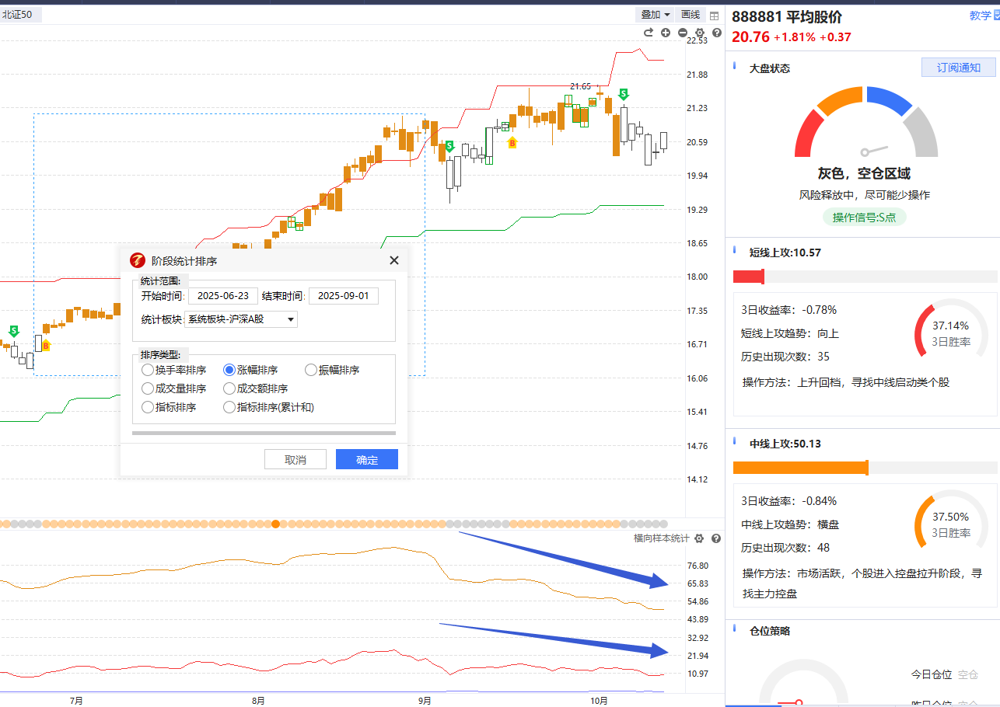 北证50
叠加
画线
22.53
21.88
21.23
20.59
19.94
19.29
18.65
18.00
17.35
16.71
16.06
15.41
14.76
14.12
21.65
S
B
S
B
S
阶段统计排序
统计范围:
开始时间:
2025-06-23
结束时间:
2025-09-01
统计板块:
系统板块-沪深A股
排序类型:
换手率排序
涨幅排序
振幅排序
成交量排序
成交额排序
指标排序
指标排序(累计和)
取消
确定
横向样本统计
76.80
65.83
54.86
43.89
32.92
21.94
10.97
7月
8月
9月
10月
888881 平均股价
教学
20.76 +1.81% +0.37
大盘状态
订阅通知
灰色，空仓区域
风险释放中，尽可能少操作
操作信号:S点
短线上攻:10.57
3日收益率：-0.78%
短线上攻趋势：向上
历史出现次数：35
37.14%
3日胜率
操作方法：上升回档，寻找中线启动类个股
中线上攻:50.13
3日收益率：-0.84%
中线上攻趋势：横盘
历史出现次数：48
37.50%
3日胜率
操作方法：市场活跃，个股进入控盘拉升阶段，寻
找主力控盘
仓位策略
今日仓位 空仓
昨日仓位 空仓